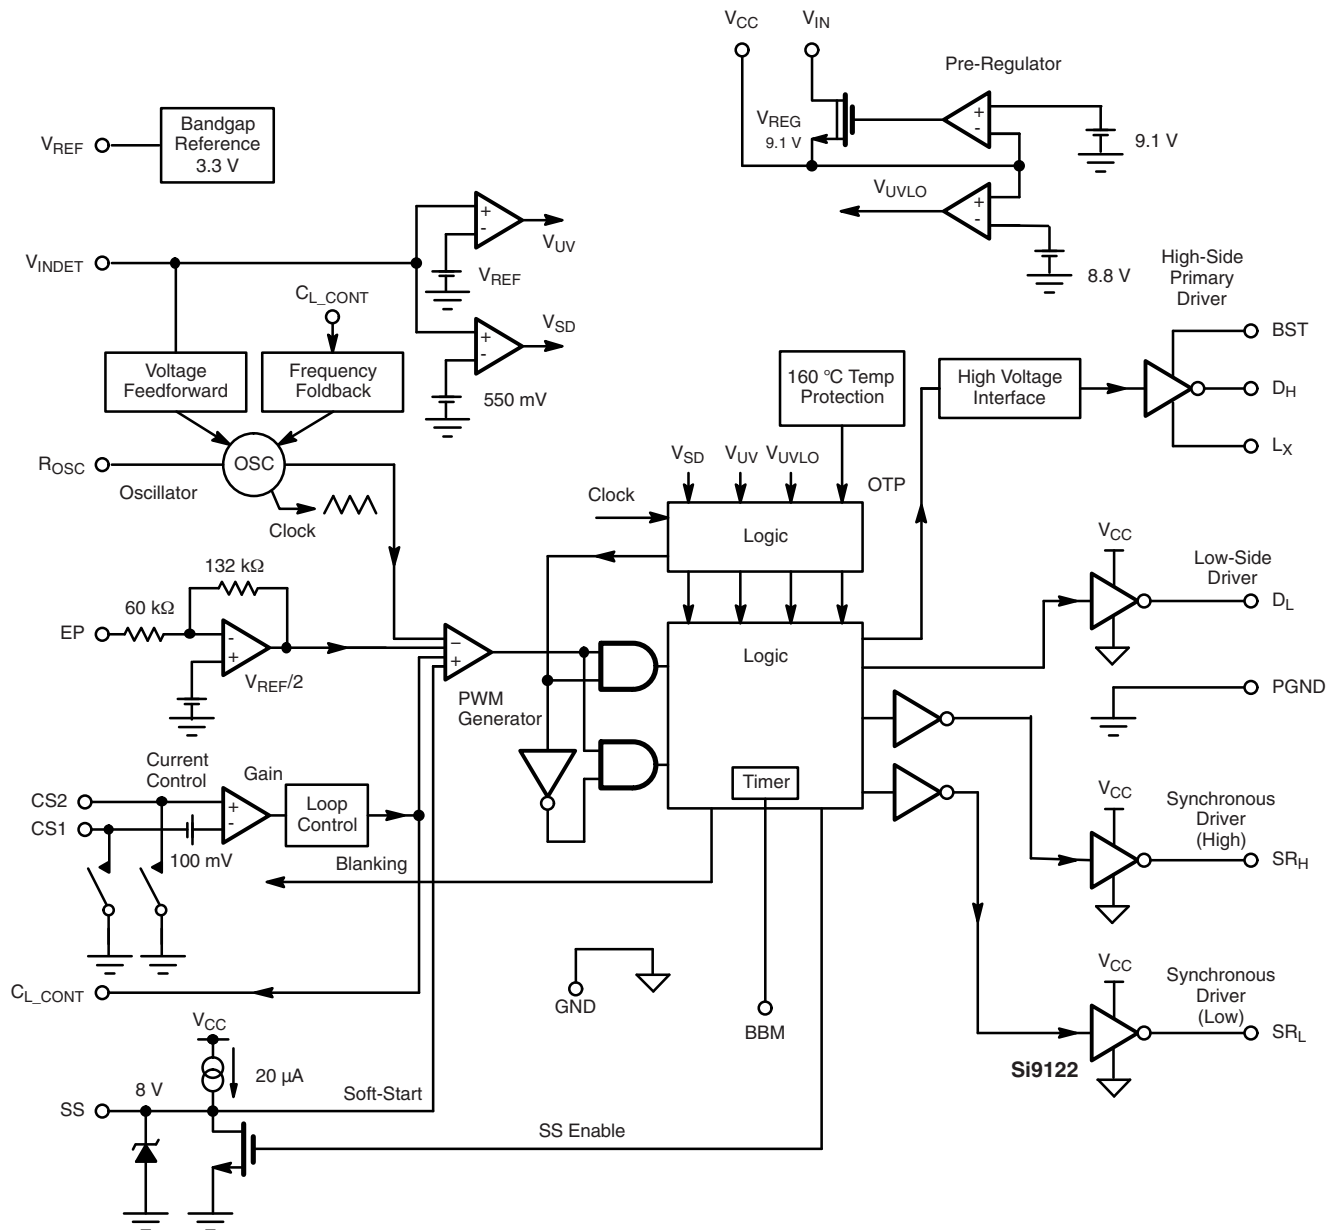 VCC
VIN
Pre-Regulator
VREG
9.1 V
+
-
9.1 V
VUVLO
+
-
8.8 V
VREF
Bandgap
Reference
3.3 V
VINDET
+
-
VUV
VREF
CL_CONT
+
-
VSD
550 mV
Voltage
Feedforward
Frequency
Foldback
ROSC
OSC
Oscillator
Clock
160 °C Temp
Protection
High Voltage
Interface
High-Side
Primary
Driver
BST
DH
LX
VSD
VUV
VUVLO
OTP
Clock
Logic
132 kΩ
60 kΩ
EP
-
+
VREF/2
−
+
PWM
Generator
Logic
Timer
VCC
Low-Side
Driver
DL
PGND
Current
Control
Gain
CS2
CS1
+
-
100 mV
Loop
Control
Blanking
VCC
Synchronous
Driver
(High)
SRH
CL_CONT
GND
BBM
VCC
Synchronous
Driver
(Low)
SRL
Si9122
VCC
20 µA
8 V
SS
Soft-Start
SS Enable